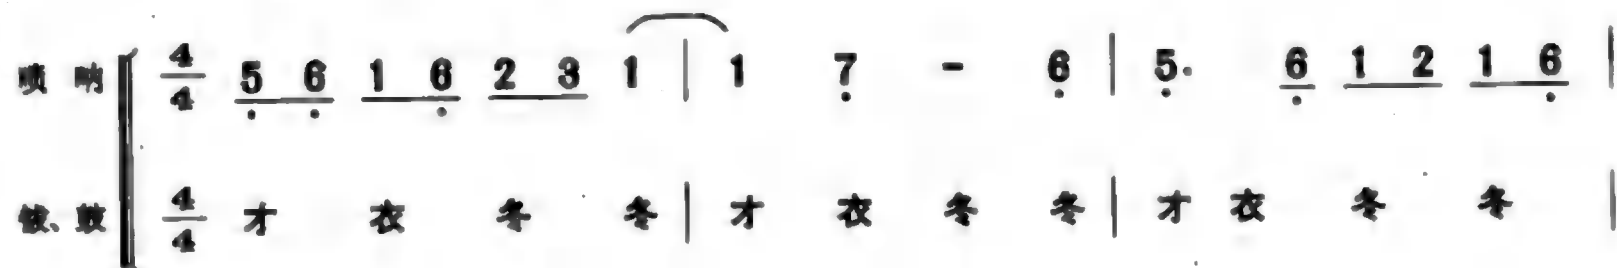 唢呐 4/4 5̣ 6̣ 1 6̣ 2 3 1 | 1 7̣ - 6̣ | 5̣. 6̣ 1 2 1 6̣ |
钹、鼓 4/4 才 衣 冬 冬 | 才 衣 冬 冬 | 才 衣 冬 冬 |